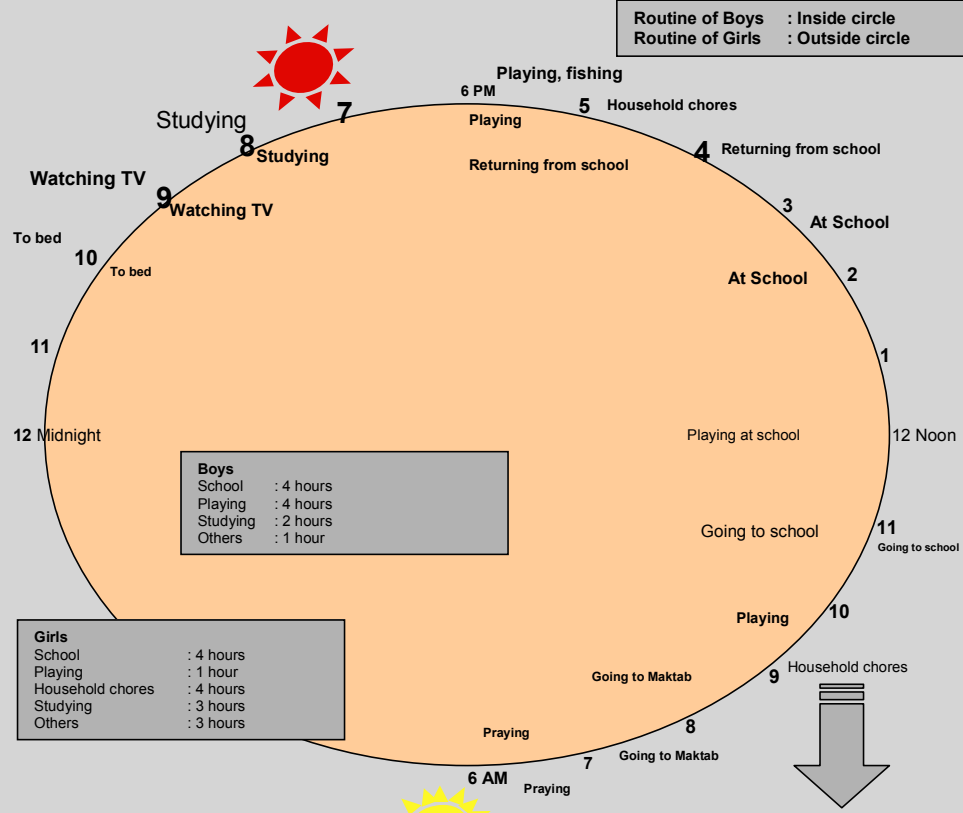 Routine of Boys : Inside circle
Routine of Girls : Outside circle
Playing, fishing
6 PM
5 Household chores
7
Playing
Studying
8 Studying
Returning from school
4 Returning from school
Watching TV
9 Watching TV
3
At School
To bed
10 To bed
At School
2
11
1
12 Midnight
Playing at school
12 Noon
Boys
School : 4 hours
Playing : 4 hours
Studying : 2 hours
Others : 1 hour
Going to school
11
Going to school
Playing
10
Girls
School : 4 hours
Playing : 1 hour
Household chores : 4 hours
Studying : 3 hours
Others : 3 hours
Going to Maktab
9 Household chores
Praying
8
7 Going to Maktab
6 AM
Praying